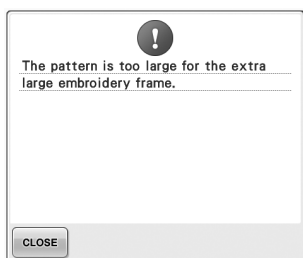 The pattern is too large for the extra
large embroidery frame.
CLOSE